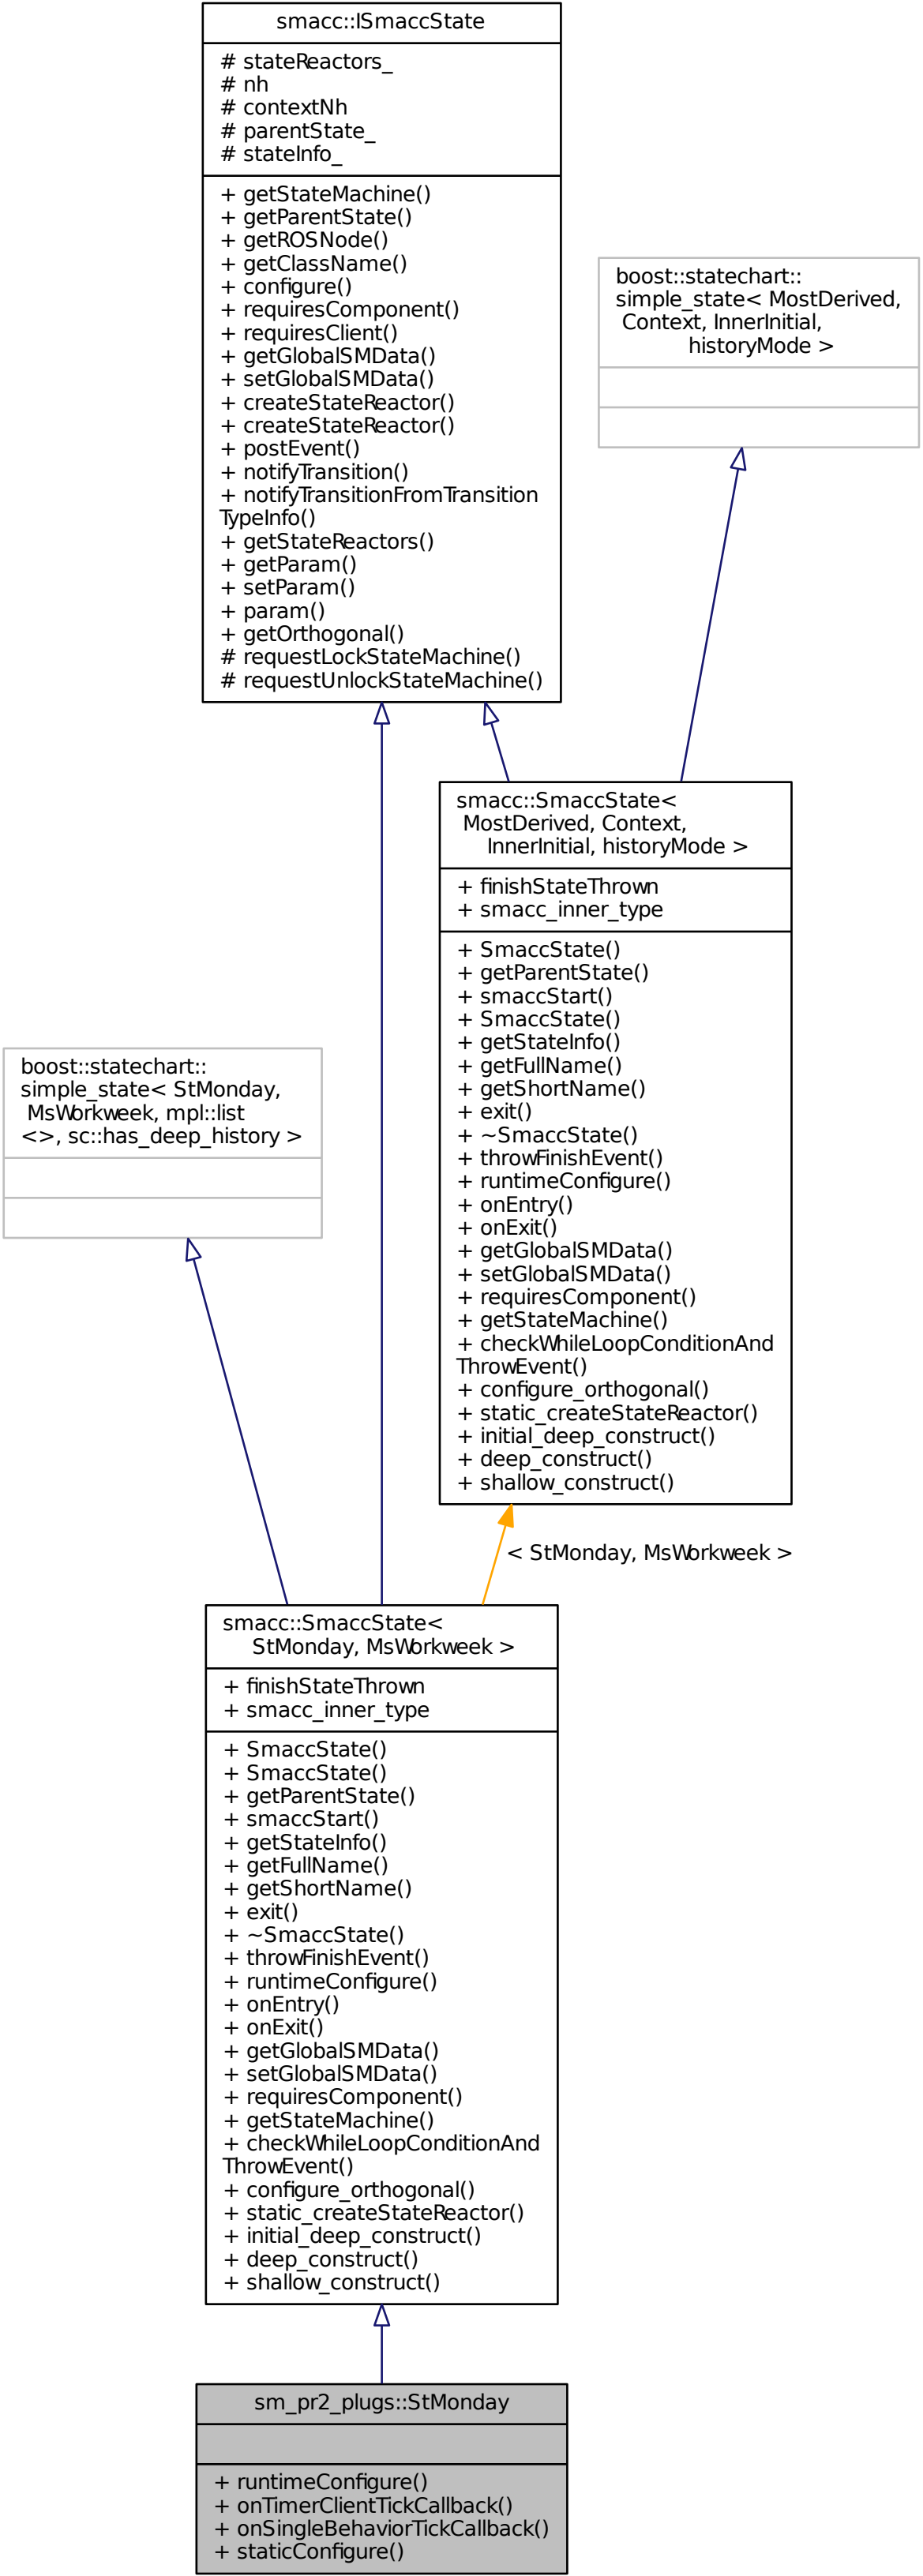 smacc::ISmaccState
# stateReactors_
# nh
# contextNh
# parentState_
# stateInfo_
+ getStateMachine()
+ getParentState()
+ getROSNode()
+ getClassName()
+ configure()
+ requiresComponent()
+ requiresClient()
+ getGlobalSMData()
+ setGlobalSMData()
+ createStateReactor()
+ createStateReactor()
+ postEvent()
+ notifyTransition()
+ notifyTransitionFromTransition
TypeInfo()
+ getStateReactors()
+ getParam()
+ setParam()
+ param()
+ getOrthogonal()
# requestLockStateMachine()
# requestUnlockStateMachine()
boost::statechart::
simple_state< MostDerived,
Context, InnerInitial,
historyMode >
smacc::SmaccState<
MostDerived, Context,
InnerInitial, historyMode >
+ finishStateThrown
+ smacc_inner_type
+ SmaccState()
+ getParentState()
+ smaccStart()
+ SmaccState()
+ getStateInfo()
+ getFullName()
+ getShortName()
+ exit()
+ ~SmaccState()
+ throwFinishEvent()
+ runtimeConfigure()
+ onEntry()
+ onExit()
+ getGlobalSMData()
+ setGlobalSMData()
+ requiresComponent()
+ getStateMachine()
+ checkWhileLoopConditionAnd
ThrowEvent()
+ configure_orthogonal()
+ static_createStateReactor()
+ initial_deep_construct()
+ deep_construct()
+ shallow_construct()
boost::statechart::
simple_state< StMonday,
MsWorkweek, mpl::list
<>, sc::has_deep_history >
< StMonday, MsWorkweek >
smacc::SmaccState<
StMonday, MsWorkweek >
+ finishStateThrown
+ smacc_inner_type
+ SmaccState()
+ SmaccState()
+ getParentState()
+ smaccStart()
+ getStateInfo()
+ getFullName()
+ getShortName()
+ exit()
+ ~SmaccState()
+ throwFinishEvent()
+ runtimeConfigure()
+ onEntry()
+ onExit()
+ getGlobalSMData()
+ setGlobalSMData()
+ requiresComponent()
+ getStateMachine()
+ checkWhileLoopConditionAnd
ThrowEvent()
+ configure_orthogonal()
+ static_createStateReactor()
+ initial_deep_construct()
+ deep_construct()
+ shallow_construct()
sm_pr2_plugs::StMonday
+ runtimeConfigure()
+ onTimerClientTickCallback()
+ onSingleBehaviorTickCallback()
+ staticConfigure()